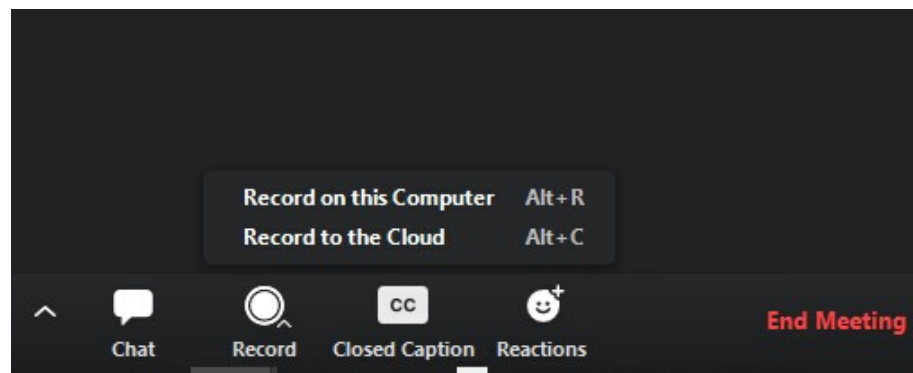 Record on this Computer Alt+R
Record to the Cloud Alt+C
CC
Chat Record Closed Caption Reactions End Meeting